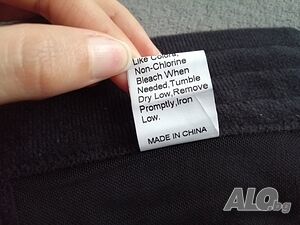 Like Colors,
Non-Chlorine
Bleach When
Needed,Tumble
Dry Low,Remove
Promptly,Iron
Low.
MADE IN CHINA
ALO.bg